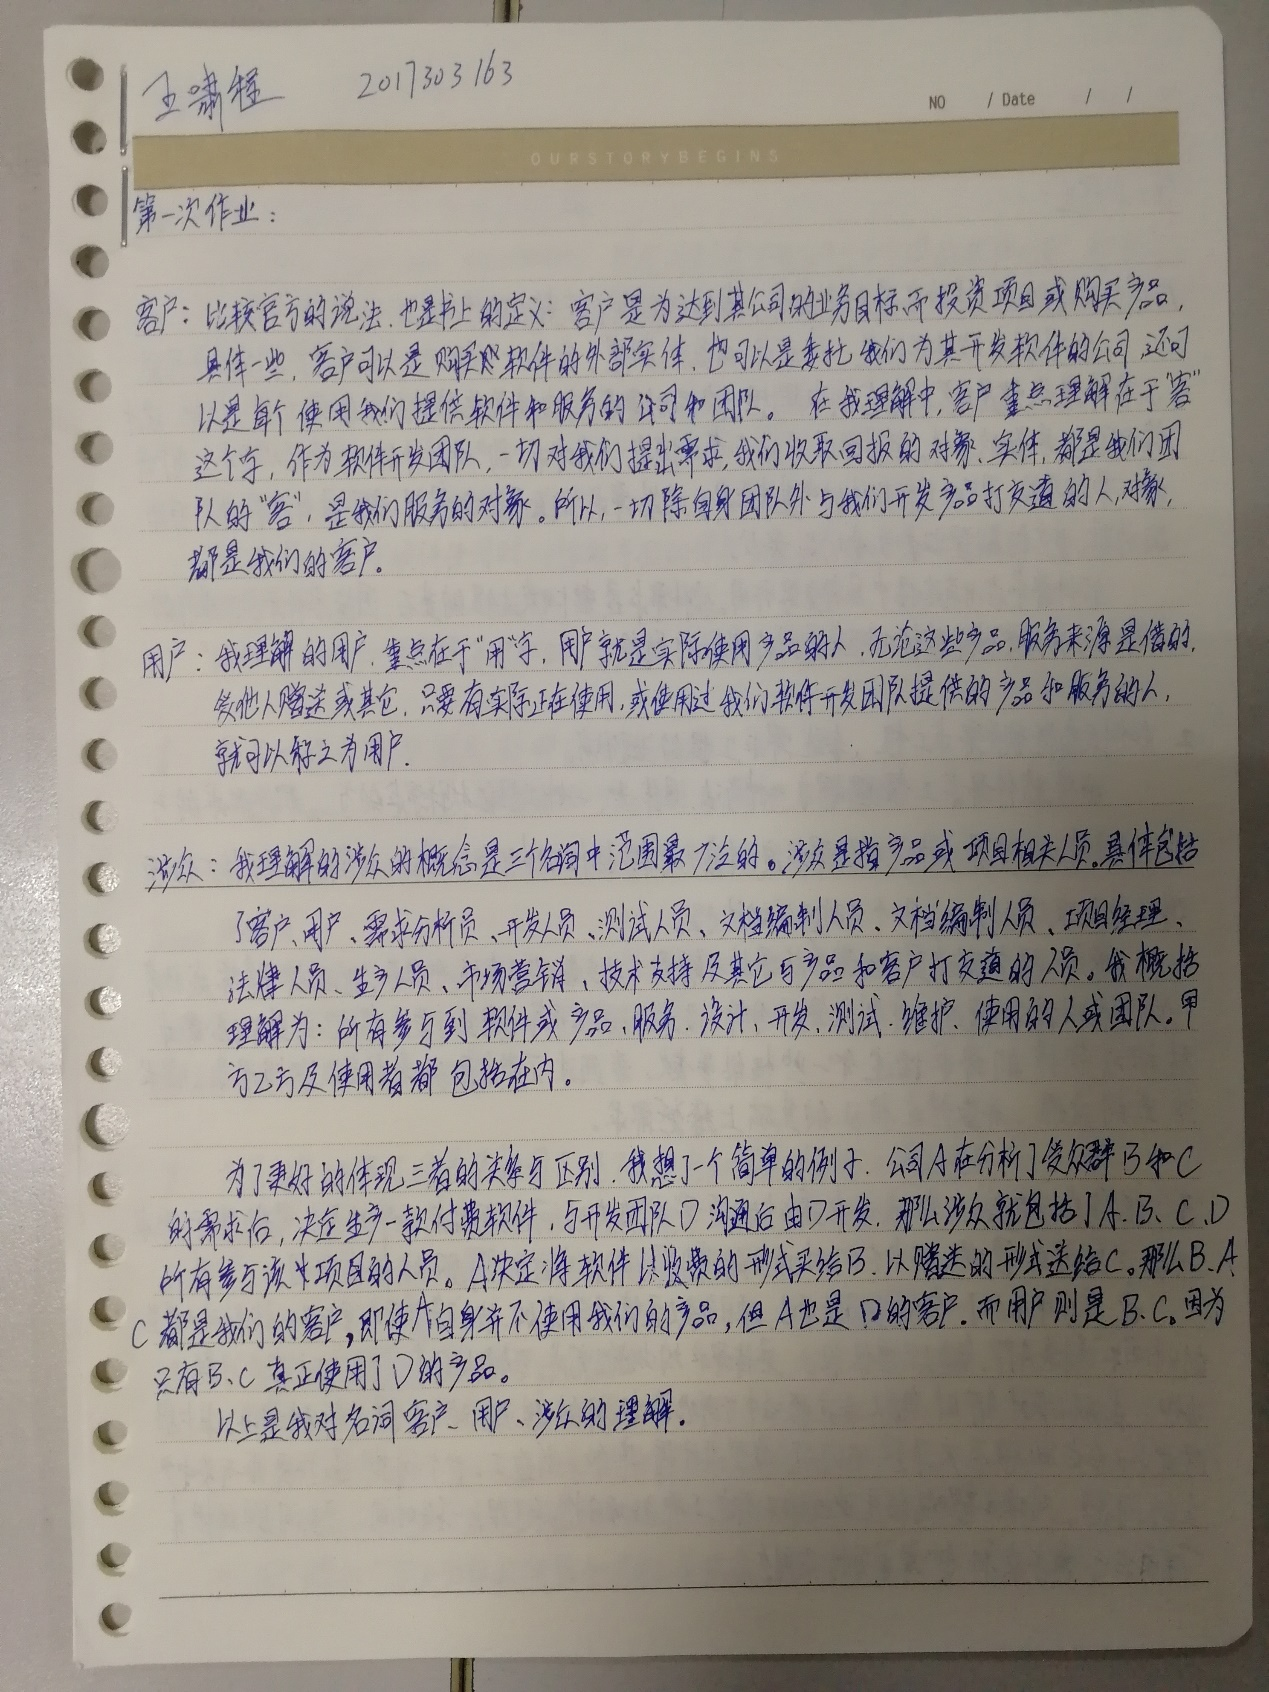 王啸程 2017303163
NO / Date / /
OURSTORYBEGINS
第一次作业：
客户：比较官方的说法，也是书上的定义：客户是为达到某公司的业务目标而投资项目或购买产品，
具体一些，客户可以是购买软件的外部实体，也可以是委托我们为其开发软件的公司，还可
以是每个使用我们提供软件和服务的公司和团队。在我理解中，客户重点理解在于“客”
这个字，作为软件开发团队，一切对我们提出需求，我们收取回报的对象、实体，都是我们团
队的“客”，是我们服务的对象。所以，一切除自身团队外与我们开发产品打交道的人，对象，
都是我们的客户。
用户：我理解的用户，重点在于“用”字，用户就是实际使用产品的人，无论这些产品，服务来源是借的，
受他人赠送或其它，只要有实际正在使用，或使用过我们软件开发团队提供的产品和服务的人，
就可以称之为用户.
涉众：我理解的涉众的概念是三个名词中范围最广泛的。涉众是指产品或项目相关人员。具体包括
了客户、用户、需求分析员、开发人员、测试人员、文档编制人员、文档编制人员、项目经理、
法律人员、生产人员、市场营销、技术支持及其它与产品和客户打交道的人员。我概括
理解为：所有参与到软件或产品、服务、设计、开发、测试、维护、使用的人或团队。甲
方乙方及使用者都包括在内。
为了更好的体现三者的关系与区别，我想了一个简单的例子．公司A在分析了受众群B和C
的需求后，决定生产一款付费软件，与开发团队D沟通后由D开发．那么涉众就包括了A、B、C、D
所有参与该项目的人员。A决定将软件以收费的形式买给B，以赠送的形式送给C。那么B、A
C都是我们的客户，即使A自身并不使用我们的产品，但A也是D的客户．而用户则是B、C。因为
只有B、C真正使用了D的产品。
以上是我对名词客户、用户、涉众的理解．